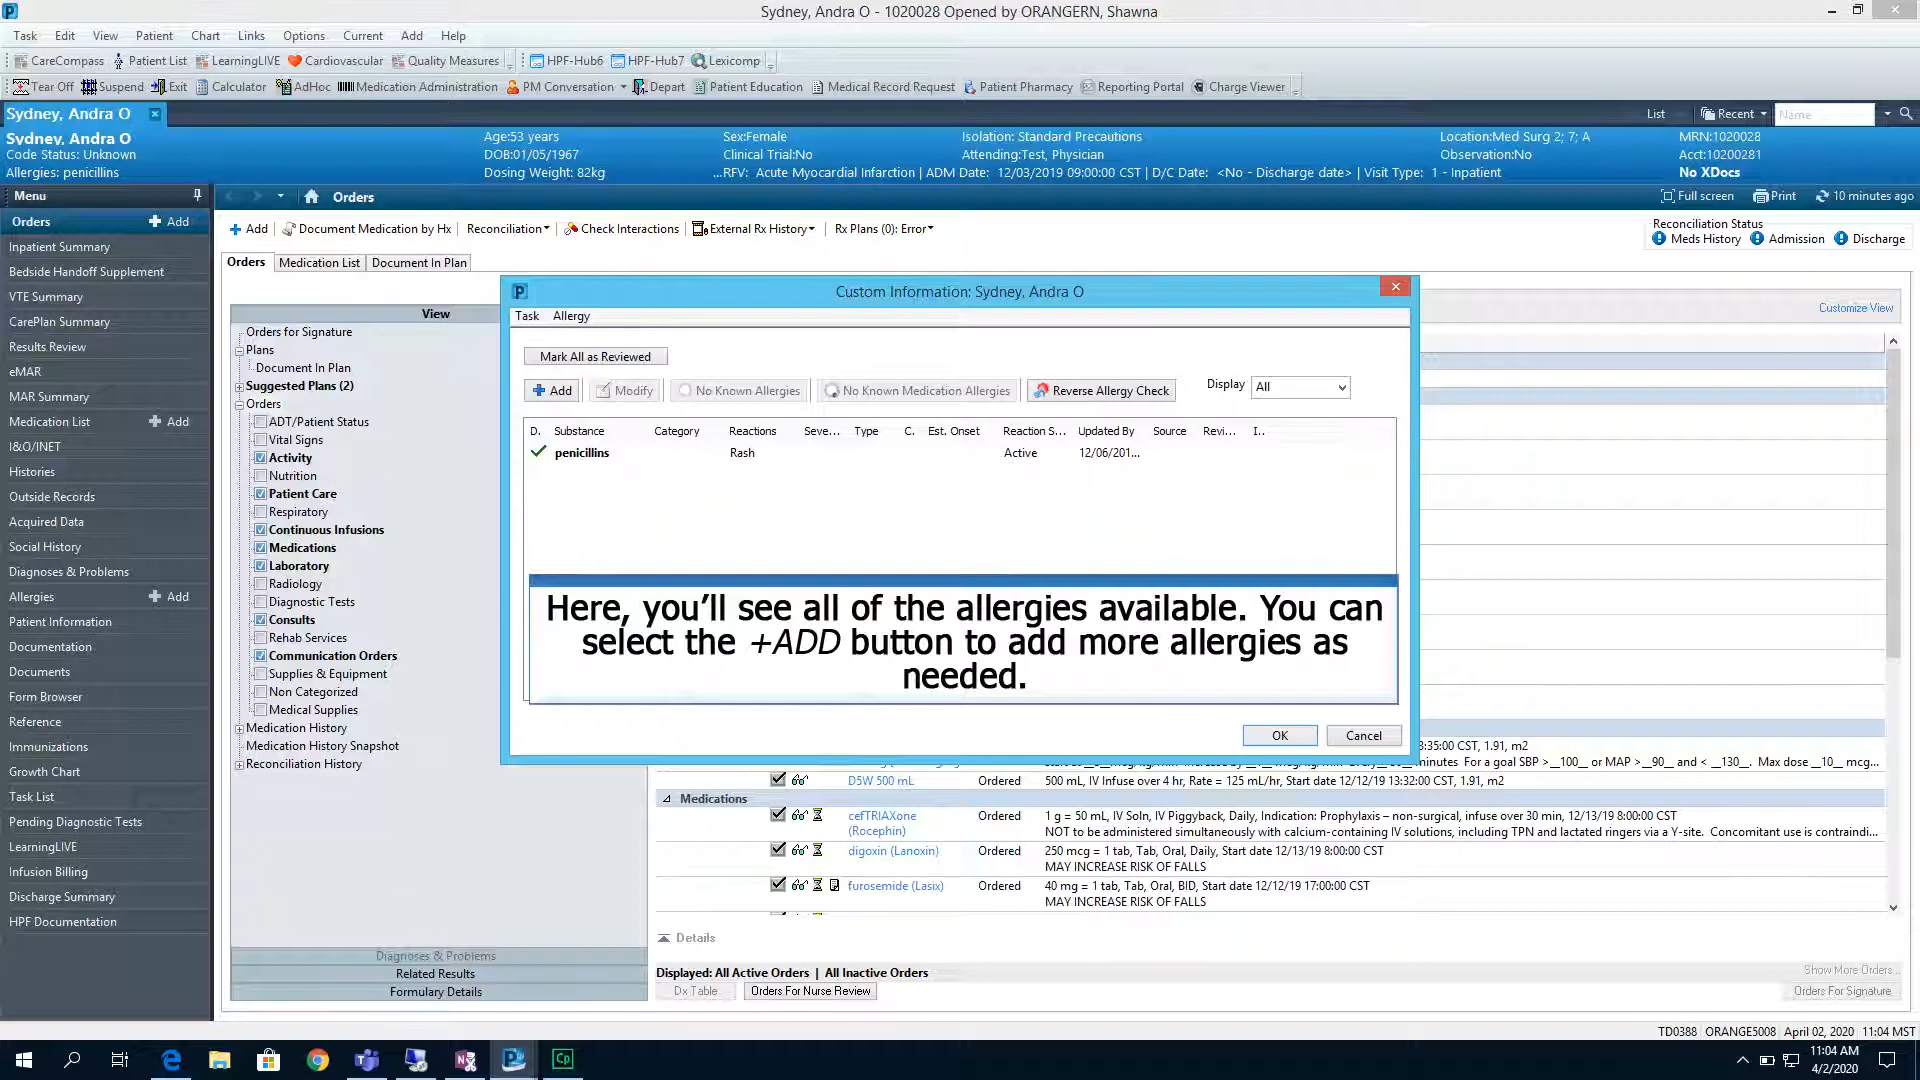 Sydney, Andra O - 1020028 Opened by ORANGERN, Shawna
Task Edit View Patient Chart Links Options Current Add Help
CareCompass Patient List LearningLIVE Cardiovascular Quality Measures HPF-Hub6 HPF-Hub7 Lexicomp
Tear Off Suspend Exit Calculator AdHoc Medication Administration PM Conversation Depart Patient Education Medical Record Request Patient Pharmacy Reporting Portal Charge Viewer
Sydney, Andra O List Recent Name
Sydney, Andra O Age:53 years Sex:Female Isolation: Standard Precautions Location:Med Surg 2; 7; A MRN:1020028
Code Status: Unknown DOB:01/05/1967 Clinical Trial:No Attending:Test, Physician Observation:No Acct:10200281
Allergies: penicillins Dosing Weight: 82kg ...RFV: Acute Myocardial Infarction | ADM Date: 12/03/2019 09:00:00 CST | D/C Date: <No - Discharge date> | Visit Type: 1 - Inpatient No XDocs
Menu Orders Full screen Print 10 minutes ago
Orders + Add
Inpatient Summary
Bedside Handoff Supplement
VTE Summary
CarePlan Summary
Results Review
eMAR
MAR Summary
Medication List + Add
I&O/INET
Histories
Outside Records
Acquired Data
Social History
Diagnoses & Problems
Allergies + Add
Patient Information
Documentation
Documents
Form Browser
Reference
Immunizations
Growth Chart
Task List
Pending Diagnostic Tests
LearningLIVE
Infusion Billing
Discharge Summary
HPF Documentation
+ Add Document Medication by Hx Reconciliation Check Interactions External Rx History Rx Plans (0): Error
Reconciliation Status
Meds History Admission Discharge
Orders Medication List Document In Plan
View
Orders for Signature
Plans
Document In Plan
Suggested Plans (2)
Orders
ADT/Patient Status
Vital Signs
Activity
Nutrition
Patient Care
Respiratory
Continuous Infusions
Medications
Laboratory
Radiology
Diagnostic Tests
Consults
Rehab Services
Communication Orders
Supplies & Equipment
Non Categorized
Medical Supplies
Medication History
Medication History Snapshot
Reconciliation History
Diagnoses & Problems
Related Results
Formulary Details
Customize View
Custom Information: Sydney, Andra O
Task Allergy
Mark All as Reviewed
+ Add Modify No Known Allergies No Known Medication Allergies Reverse Allergy Check Display All
D. Substance Category Reactions Seve... Type C. Est. Onset Reaction S... Updated By Source Revi... I..
penicillins Rash Active 12/06/201...
Here, you’ll see all of the allergies available. You can
select the +ADD button to add more allergies as
needed.
OK Cancel
3:35:00 CST, 1.91, m2
minutes For a goal SBP >__100__ or MAP >__90__ and < __130__. Max dose __10__ mcg...
D5W 500 mL Ordered 500 mL, IV Infuse over 4 hr, Rate = 125 mL/hr, Start date 12/12/19 13:32:00 CST, 1.91, m2
Medications
cefTRIAXone Ordered 1 g = 50 mL, IV Soln, IV Piggyback, Daily, Indication: Prophylaxis – non-surgical, infuse over 30 min, 12/13/19 8:00:00 CST
(Rocephin) NOT to be administered simultaneously with calcium-containing IV solutions, including TPN and lactated ringers via a Y-site. Concomitant use is contraindi...
digoxin (Lanoxin) Ordered 250 mcg = 1 tab, Tab, Oral, Daily, Start date 12/13/19 8:00:00 CST
MAY INCREASE RISK OF FALLS
furosemide (Lasix) Ordered 40 mg = 1 tab, Tab, Oral, BID, Start date 12/12/19 17:00:00 CST
MAY INCREASE RISK OF FALLS
Details
Displayed: All Active Orders | All Inactive Orders Show More Orders...
Dx Table Orders For Nurse Review Orders For Signature
TD0388 ORANGE5008 April 02, 2020 11:04 MST
Cp
11:04 AM
4/2/2020